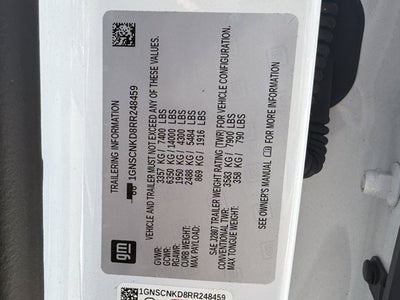 TRAILERING INFORMATION
1GNSCNKD8RR248459
VEHICLE AND TRAILER MUST NOT EXCEED ANY OF THESE VALUES.
GVWR: 3357 KG / 7400 LBS
GCWR: 6350 KG / 14000 LBS
RGAWR: 1950 KG / 4300 LBS
CURB WEIGHT: 2488 KG / 5484 LBS
MAX PAYLOAD: 869 KG / 1916 LBS
SAE J2807 TRAILER WEIGHT RATING (TWR) FOR VEHICLE CONFIGURATION.
CONVENTIONAL TWR: 3583 KG / 7900 LBS
MAX TONGUE WEIGHT: 358 KG / 790 LBS
SEE OWNER'S MANUAL FOR MORE INFORMATION
gm
1GNSCNKD8RR248459